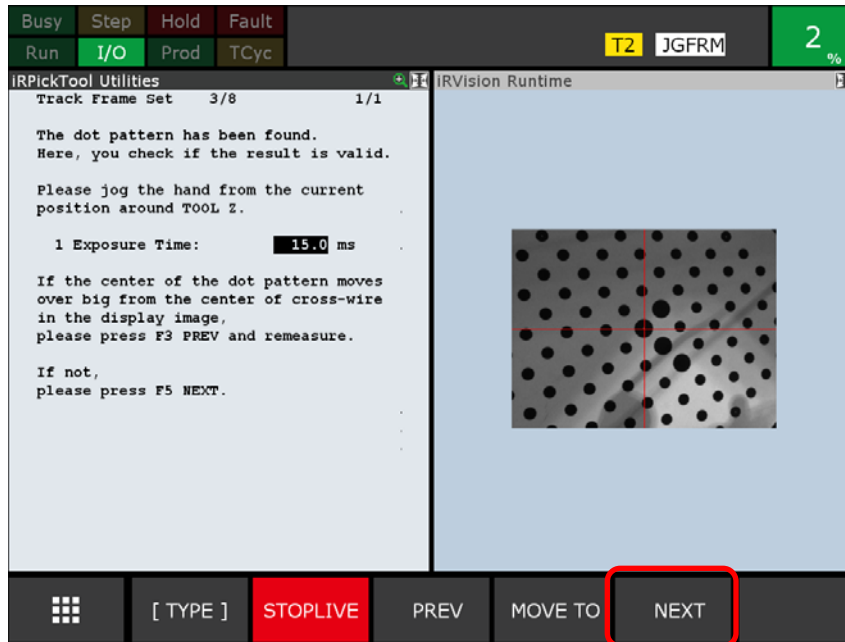 Busy Step Hold Fault
Run I/O Prod TCyc
T2 JGFRM
2 %
iRPickTool Utilities
Track Frame Set 3/8 1/1
The dot pattern has been found.
Here, you check if the result is valid.
Please jog the hand from the current
position around TOOL Z.
1 Exposure Time: 15.0 ms
If the center of the dot pattern moves
over big from the center of cross-wire
in the display image,
please press F3 PREV and remeasure.
If not,
please press F5 NEXT.
iRVision Runtime
[ TYPE ] STOPLIVE PREV MOVE TO NEXT